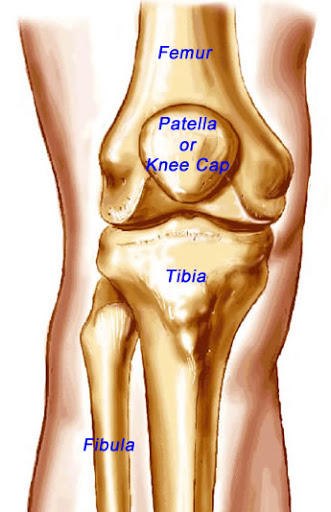 Femur
Patella
or
Knee Cap
Tibia
Fibula